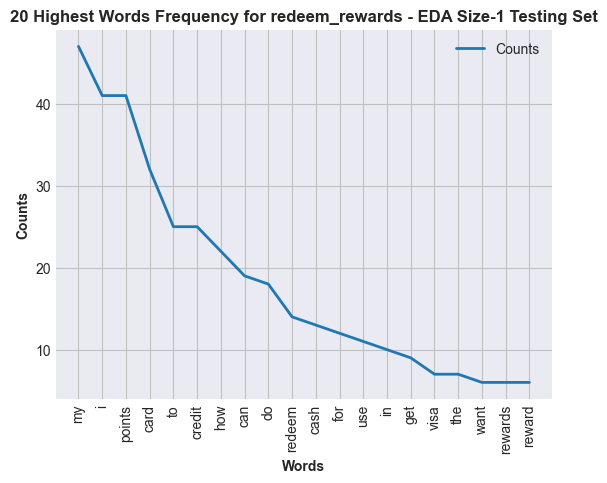 20 Highest Words Frequency for redeem_rewards - EDA Size-1 Testing Set
Counts
Counts
40
30
20
10
my
i
points
card
to
credit
how
can
do
redeem
cash
for
use
in
get
visa
the
want
rewards
reward
Words